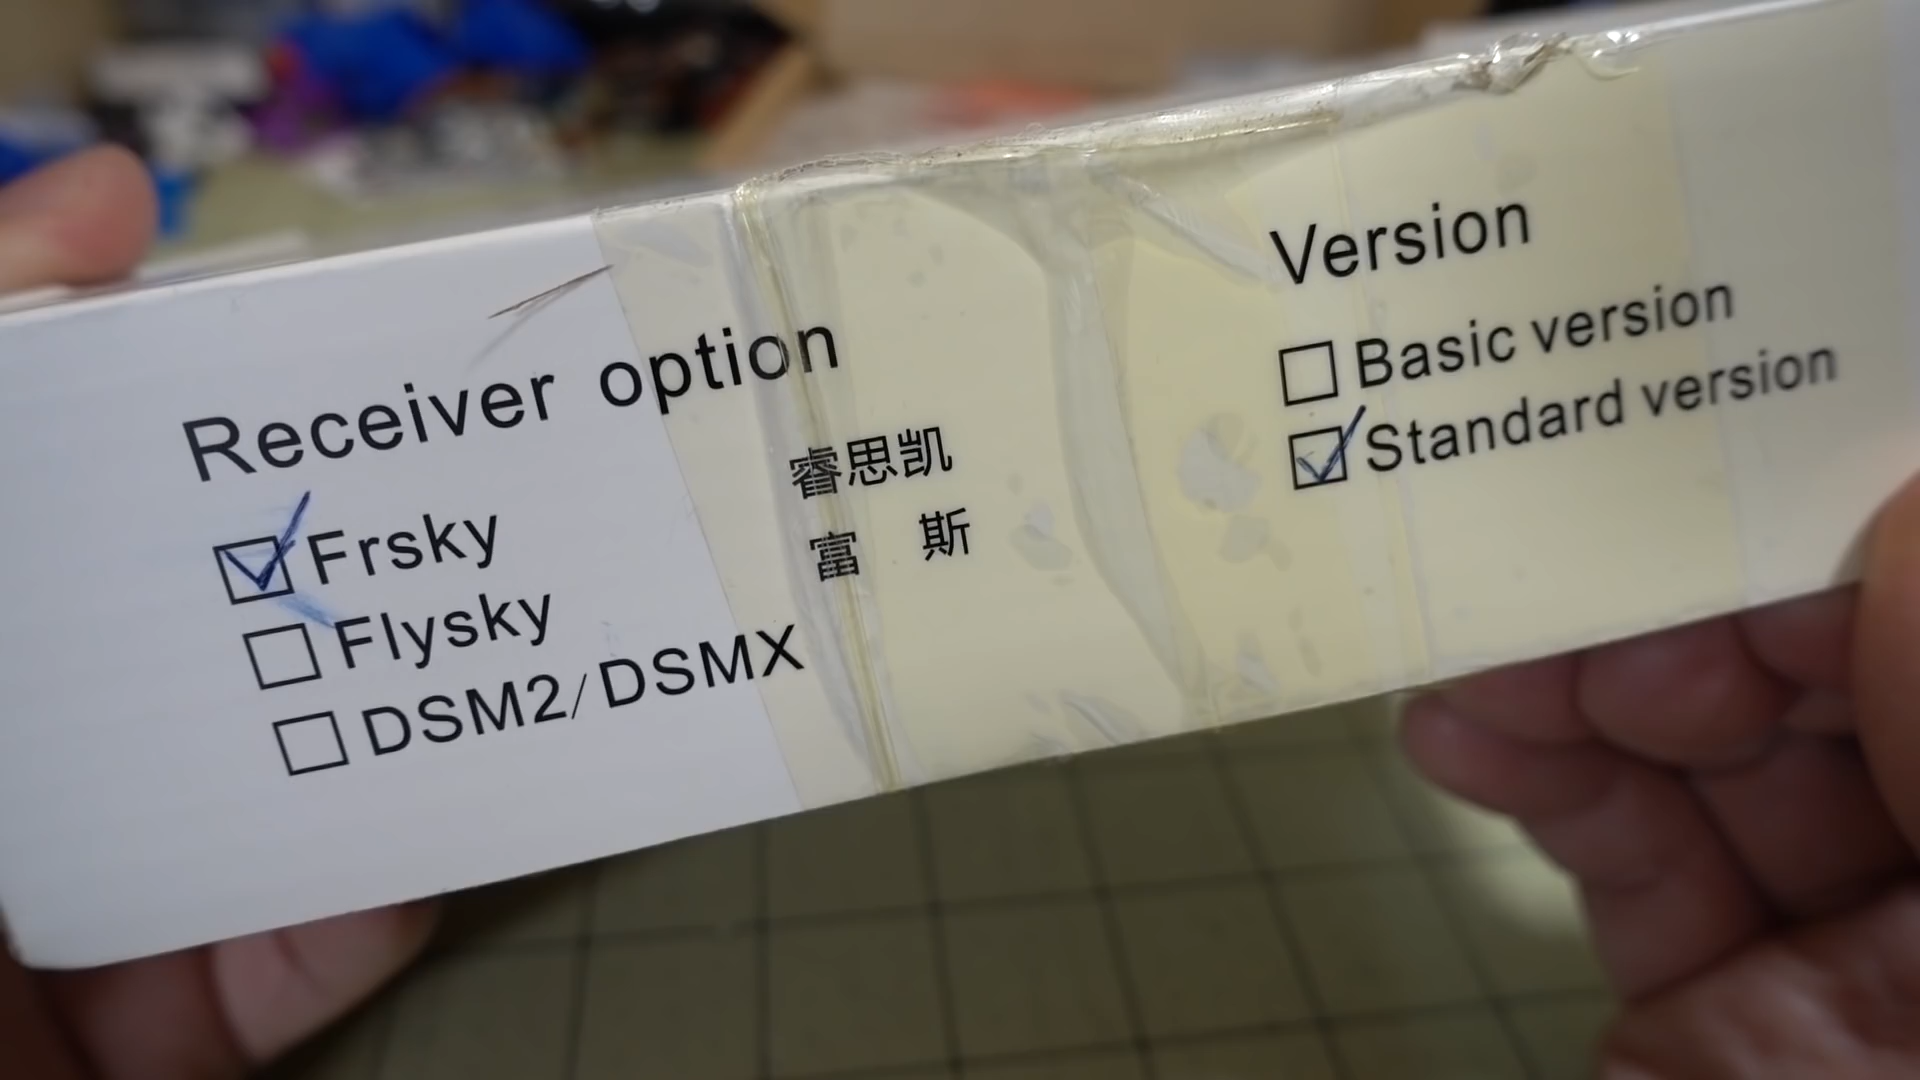 Receiver option
Frsky 睿思凯
Flysky 富 斯
DSM2/DSMX
Version
Basic version
Standard version